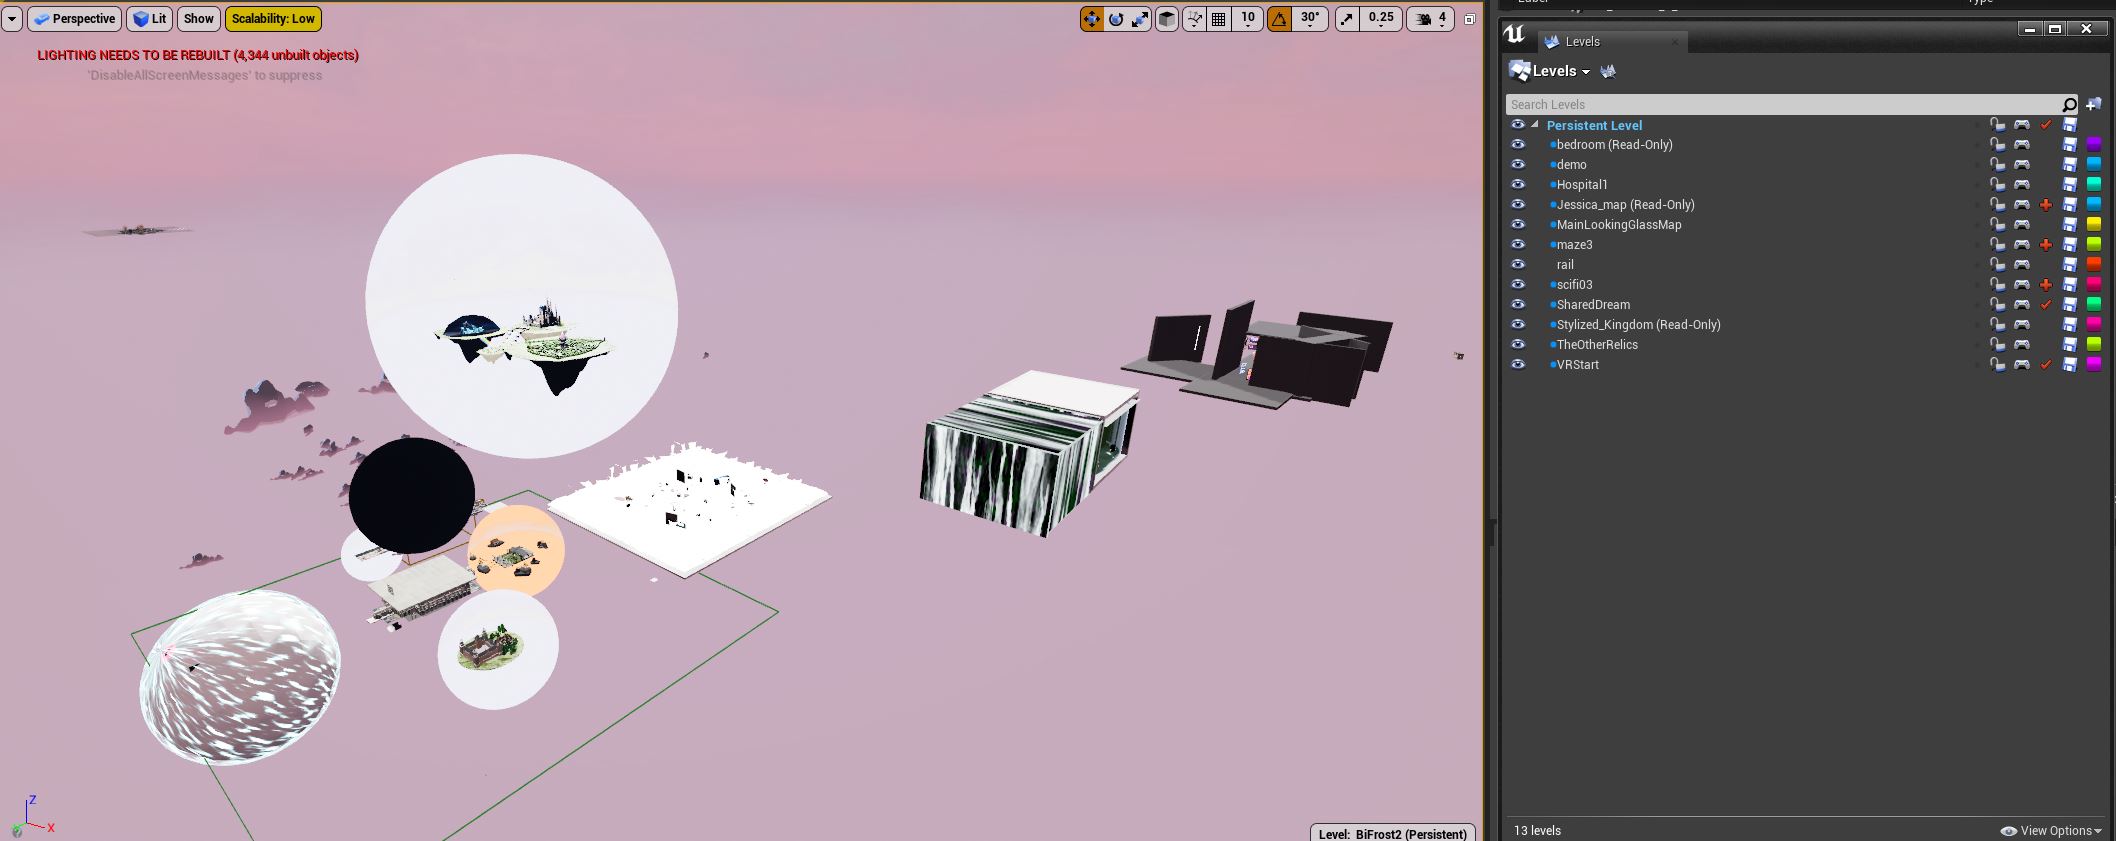 Perspective
Lit
Show
Scalability: Low
10
30°
0.25
4
LIGHTING NEEDS TO BE REBUILT (4,344 unbuilt objects)
'DisableAllScreenMessages' to suppress
Z
X
Level: BiFrost2 (Persistent)
Levels
Levels
Search Levels
Persistent Level
bedroom (Read-Only)
demo
Hospital1
Jessica_map (Read-Only)
MainLookingGlassMap
maze3
rail
scifi03
SharedDream
Stylized_Kingdom (Read-Only)
TheOtherRelics
VRStart
13 levels
View Options